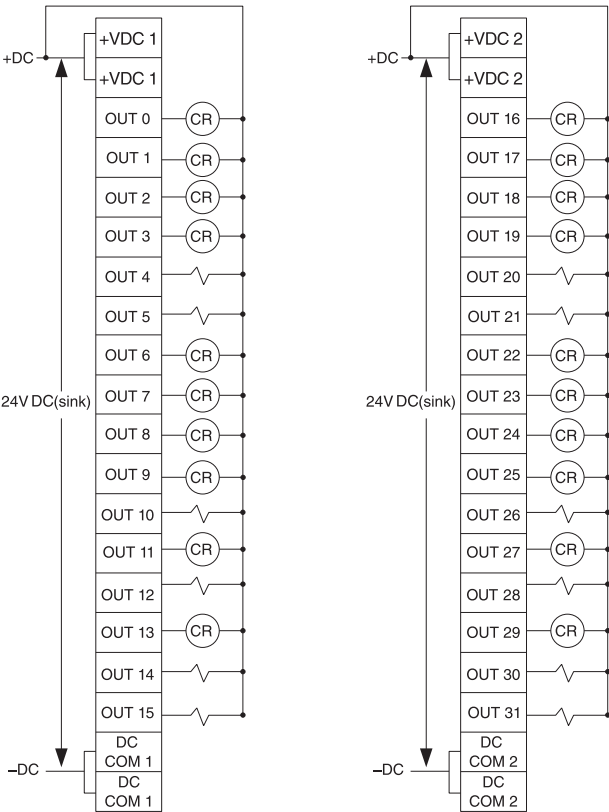 +DC
+VDC 1
+VDC 1
OUT 0 CR
OUT 1 CR
OUT 2 CR
OUT 3 CR
OUT 4
OUT 5
OUT 6 CR
24V DC(sink)
OUT 7 CR
OUT 8 CR
OUT 9 CR
OUT 10
OUT 11 CR
OUT 12
OUT 13 CR
OUT 14
OUT 15
–DC
DC
COM 1
DC
COM 1
+DC
+VDC 2
+VDC 2
OUT 16 CR
OUT 17 CR
OUT 18 CR
OUT 19 CR
OUT 20
OUT 21
OUT 22 CR
24V DC(sink)
OUT 23 CR
OUT 24 CR
OUT 25 CR
OUT 26
OUT 27 CR
OUT 28
OUT 29 CR
OUT 30
OUT 31
–DC
DC
COM 2
DC
COM 2